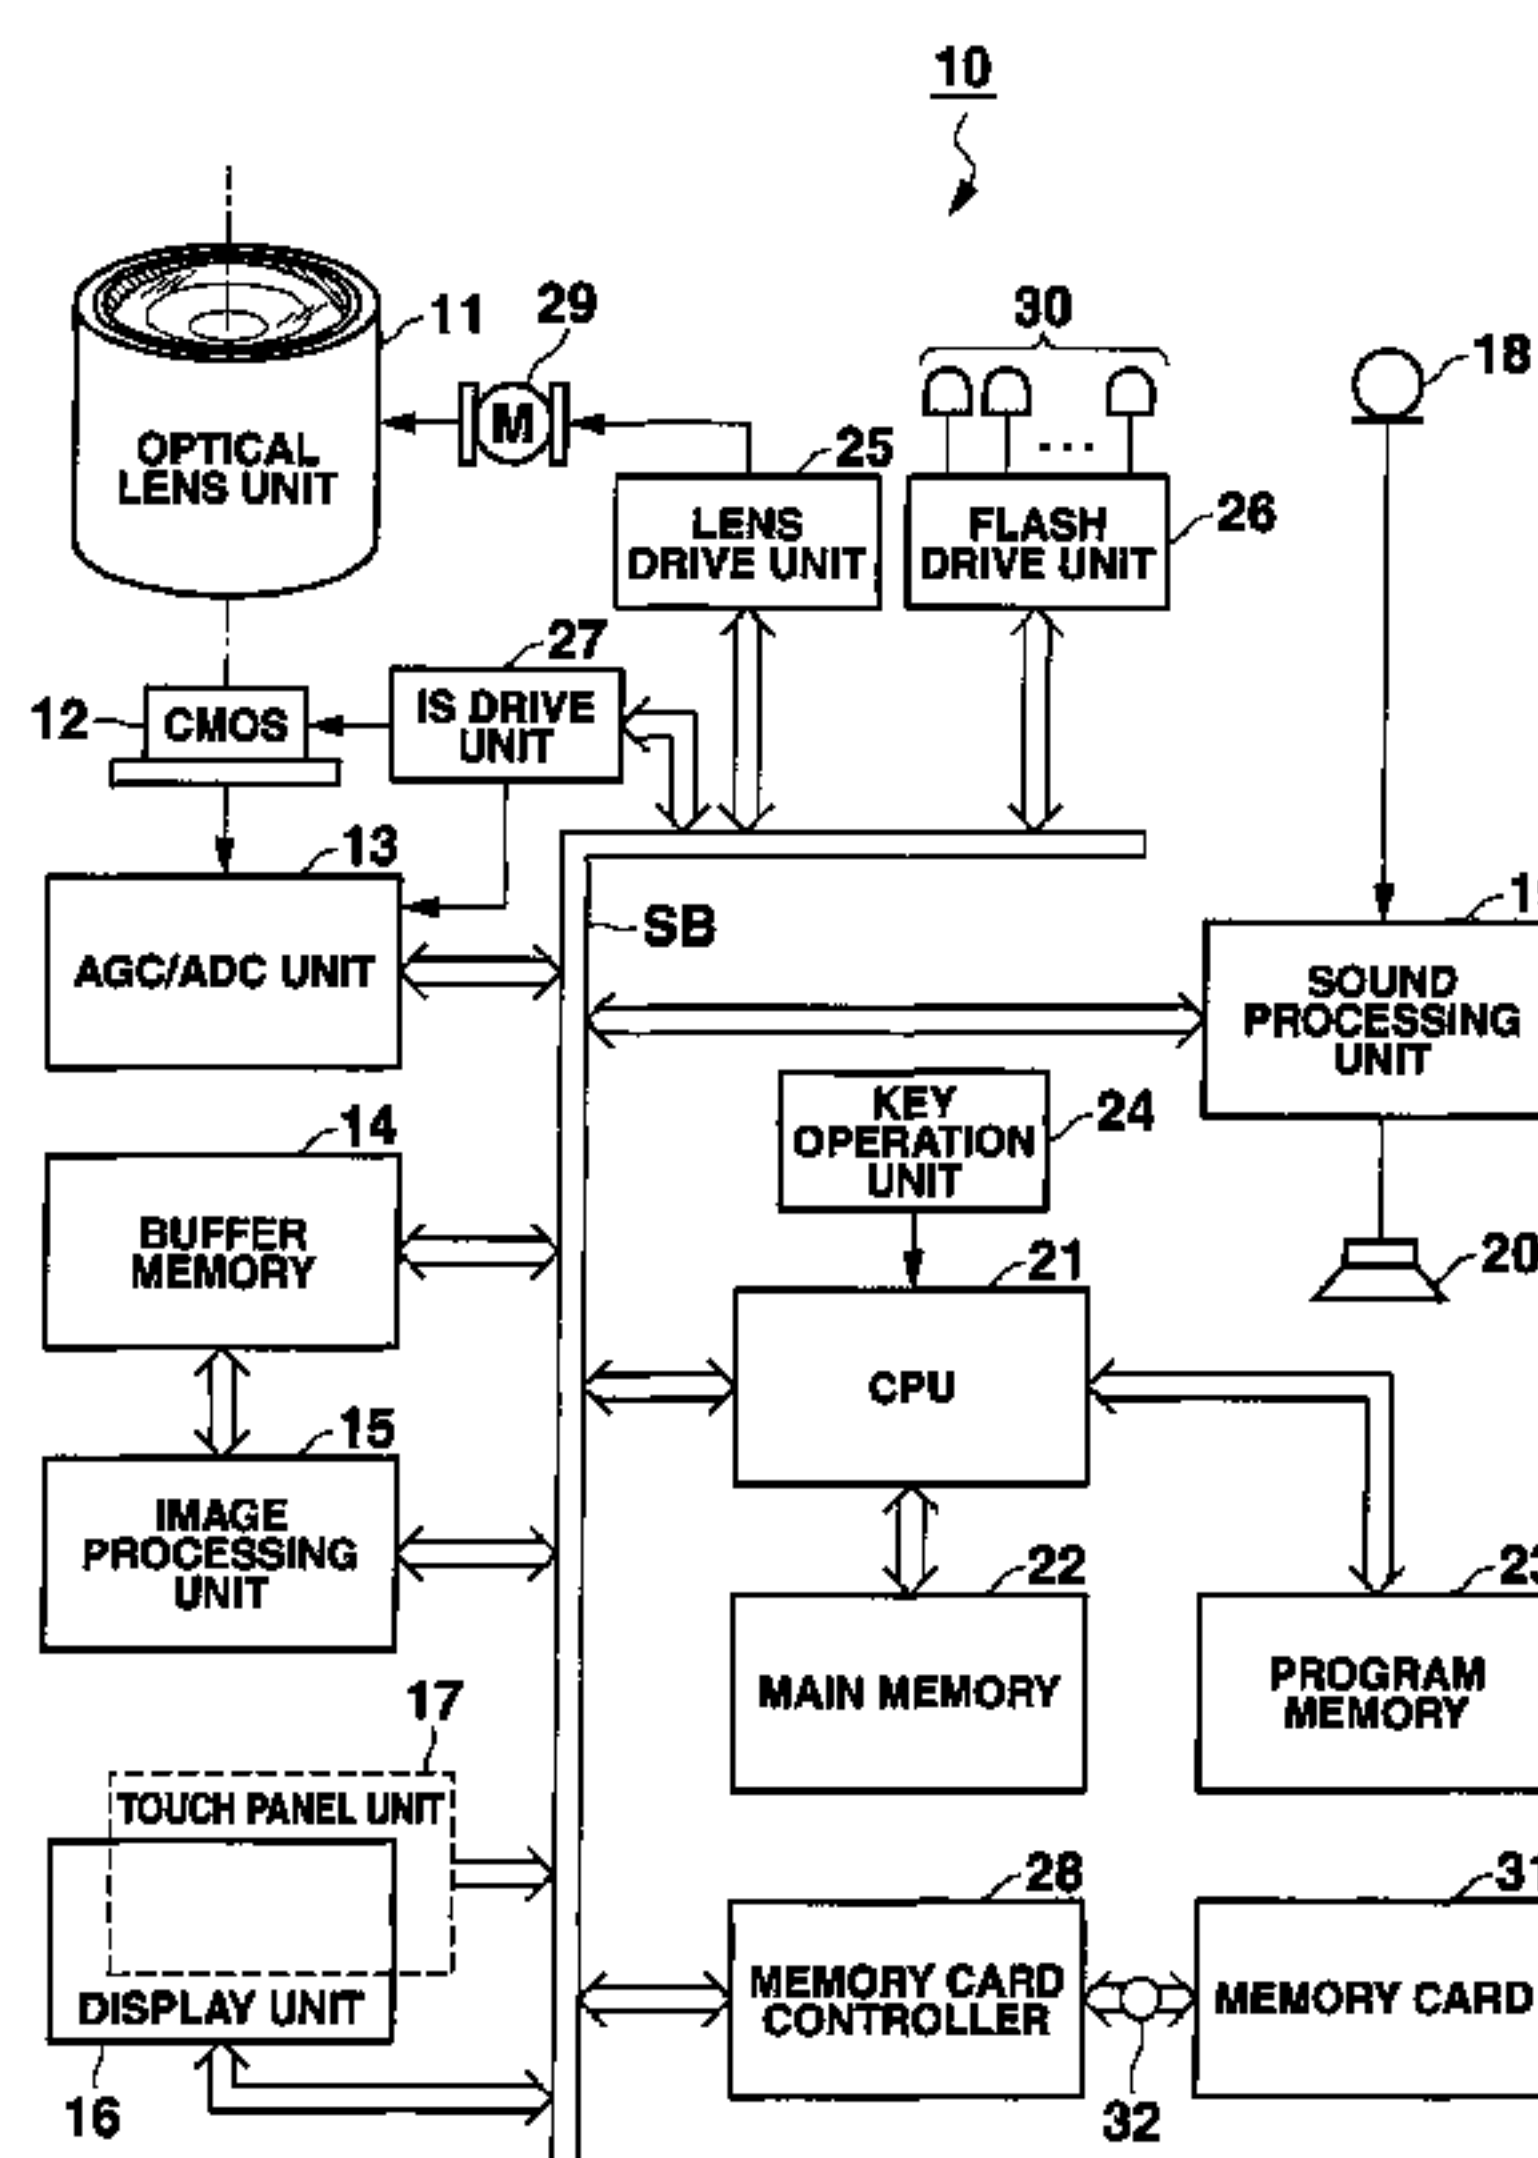 10
11
29
30
18
M
OPTICAL
LENS UNIT
25
LENS
DRIVE UNIT
FLASH
DRIVE UNIT
26
27
12
CMOS
IS DRIVE
UNIT
13
AGC/ADC UNIT
SB
SOUND
PROCESSING
UNIT
14
KEY
OPERATION
UNIT
24
BUFFER
MEMORY
21
20
CPU
15
IMAGE
PROCESSING
UNIT
22
MAIN MEMORY
PROGRAM
MEMORY
17
TOUCH PANEL UNIT
28
31
DISPLAY UNIT
MEMORY CARD
CONTROLLER
MEMORY CARD
16
32